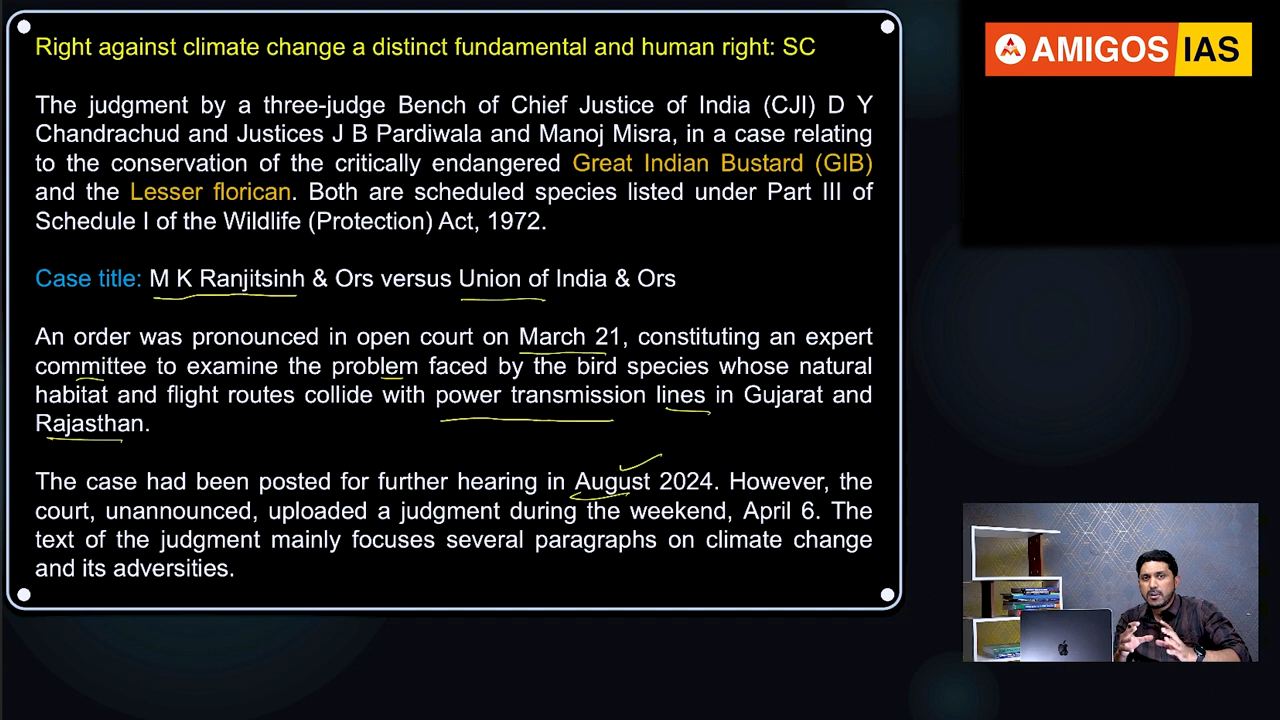 Right against climate change a distinct fundamental and human right: SC
The judgment by a three-judge Bench of Chief Justice of India (CJI) D Y
Chandrachud and Justices J B Pardiwala and Manoj Misra, in a case relating
to the conservation of the critically endangered Great Indian Bustard (GIB)
and the Lesser florican. Both are scheduled species listed under Part III of
Schedule I of the Wildlife (Protection) Act, 1972.
Case title: M K Ranjitsinh & Ors versus Union of India & Ors
An order was pronounced in open court on March 21, constituting an expert
committee to examine the problem faced by the bird species whose natural
habitat and flight routes collide with power transmission lines in Gujarat and
Rajasthan.
The case had been posted for further hearing in August 2024. However, the
court, unannounced, uploaded a judgment during the weekend, April 6. The
text of the judgment mainly focuses several paragraphs on climate change
and its adversities.
AMIGOS IAS